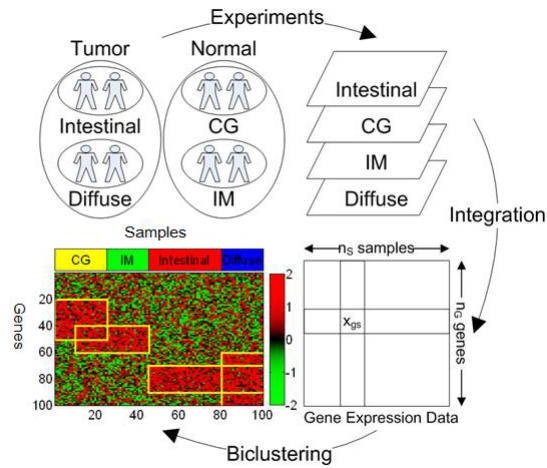 Experiments
Tumor
Normal
Intestinal
CG
Diffuse
IM
Intestinal
CG
IM
Diffuse
Integration
Samples
CG IM Intestinal Diffuse
Genes
20
40
60
80
100
20 40 60 80 100
2
1
0
-1
-2
n_S samples
n_G genes
x_gs
Gene Expression Data
Biclustering